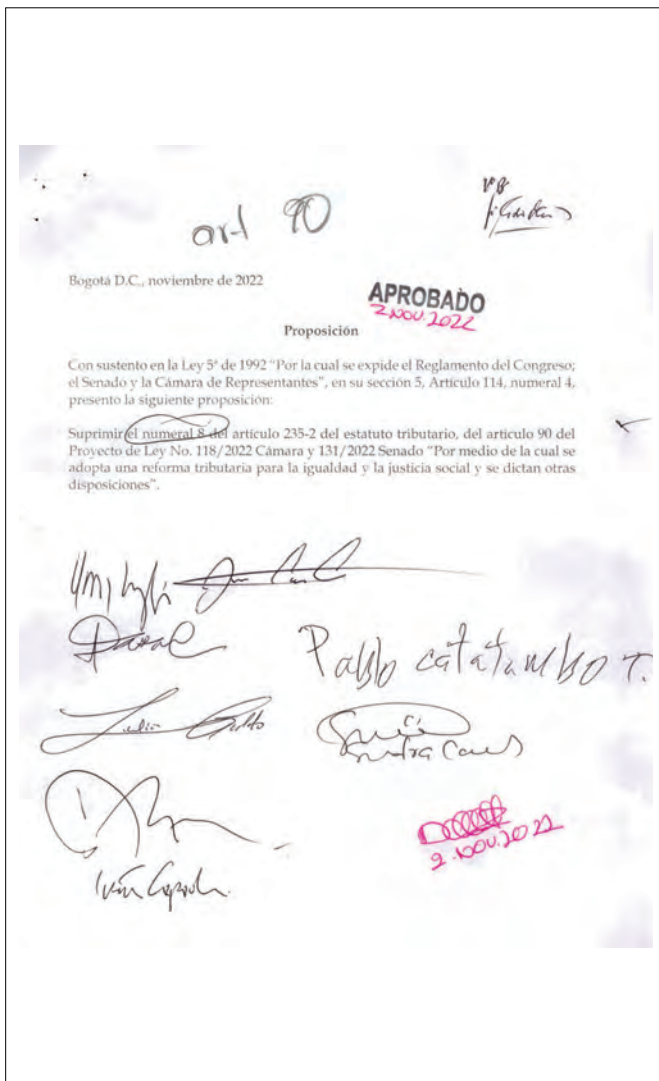 art 90
Bogotá D.C., noviembre de 2022
APROBADO
2 NOV. 2022
Proposición
Con sustento en la Ley 5ª de 1992 "Por la cual se expide el Reglamento del Congreso;
el Senado y la Cámara de Representantes", en su sección 5, Artículo 114, numeral 4,
presento la siguiente proposición:
Suprimir el numeral 8 del artículo 235-2 del estatuto tributario, del artículo 90 del
Proyecto de Ley No. 118/2022 Cámara y 131/2022 Senado "Por medio de la cual se
adopta una reforma tributaria para la igualdad y la justicia social y se dictan otras
disposiciones".
Pablo catatumbo T.
Iván Cepeda
2. NOV. 2022